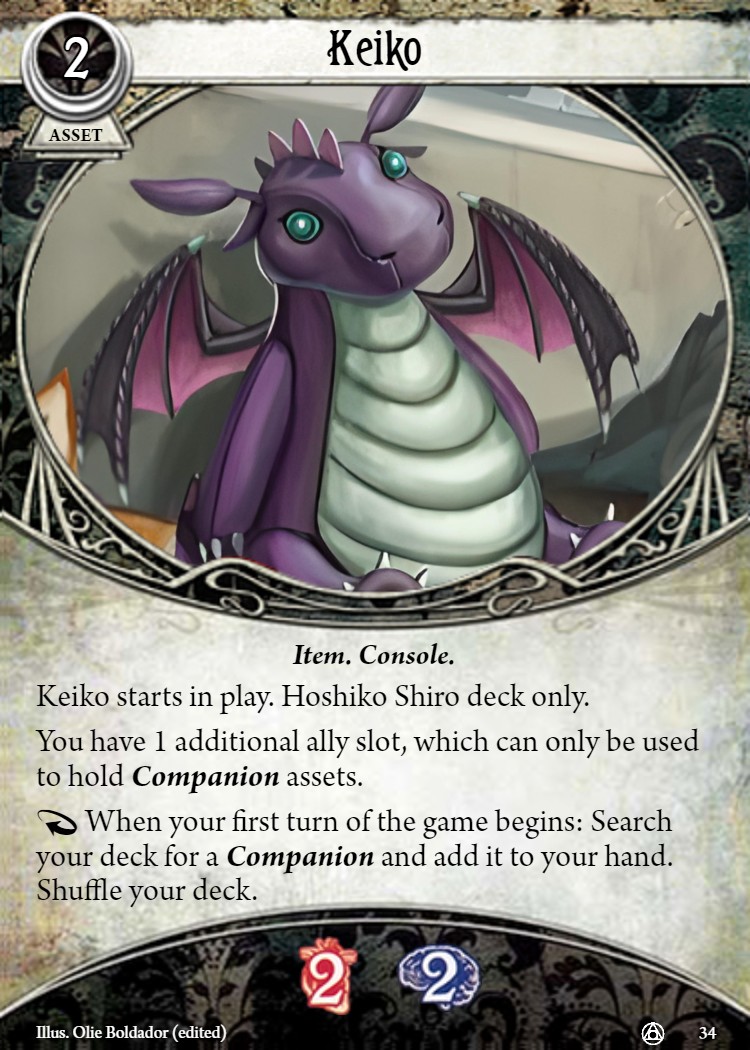 2
Keiko
ASSET
Item. Console.
Keiko starts in play. Hoshiko Shiro deck only.
You have 1 additional ally slot, which can only be used
to hold Companion assets.
When your first turn of the game begins: Search
your deck for a Companion and add it to your hand.
Shuffle your deck.
2 2
Illus. Olie Boldador (edited) 34